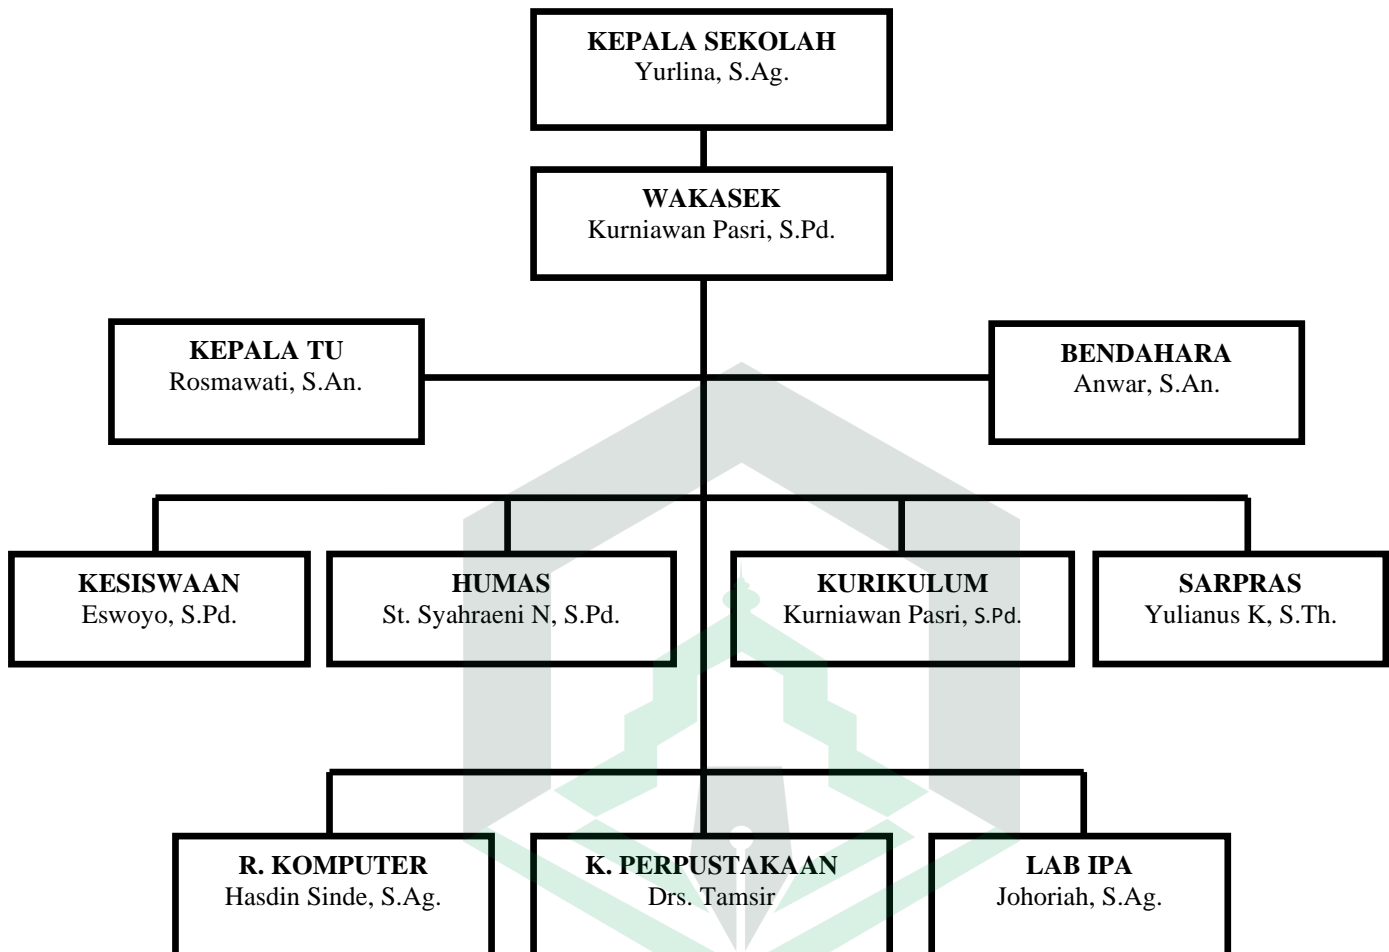 KEPALA SEKOLAH
Yurlina, S.Ag.
WAKASEK
Kurniawan Pasri, S.Pd.
KEPALA TU
Rosmawati, S.An.
BENDAHARA
Anwar, S.An.
KESISWAAN
Eswoyo, S.Pd.
HUMAS
St. Syahraeni N, S.Pd.
KURIKULUM
Kurniawan Pasri, S.Pd.
SARPRAS
Yulianus K, S.Th.
R. KOMPUTER
Hasdin Sinde, S.Ag.
K. PERPUSTAKAAN
Drs. Tamsir
LAB IPA
Johoriah, S.Ag.